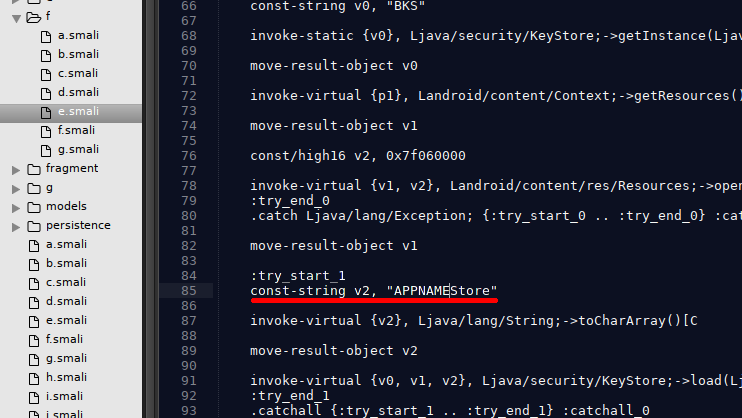 f
a.smali
b.smali
c.smali
d.smali
e.smali
f.smali
g.smali
fragment
g
models
persistence
a.smali
b.smali
c.smali
d.smali
e.smali
f.smali
g.smali
h.smali
i.smali
j.smali
66 const-string v0, "BKS"
67
68 invoke-static {v0}, Ljava/security/KeyStore;->getInstance(Ljav
69
70 move-result-object v0
71
72 invoke-virtual {p1}, Landroid/content/Context;->getResources()
73
74 move-result-object v1
75
76 const/high16 v2, 0x7f060000
77
78 invoke-virtual {v1, v2}, Landroid/content/res/Resources;->open
79 :try_end_0
80 .catch Ljava/lang/Exception; {:try_start_0 .. :try_end_0} :cat
81
82 move-result-object v1
83
84 :try_start_1
85 const-string v2, "APPNAMEStore"
86
87 invoke-virtual {v2}, Ljava/lang/String;->toCharArray()[C
88
89 move-result-object v2
90
91 invoke-virtual {v0, v1, v2}, Ljava/security/KeyStore;->load(Lj
92 :try_end_1
93 .catchall {:try_start_1 .. :try_end_1} :catchall_0